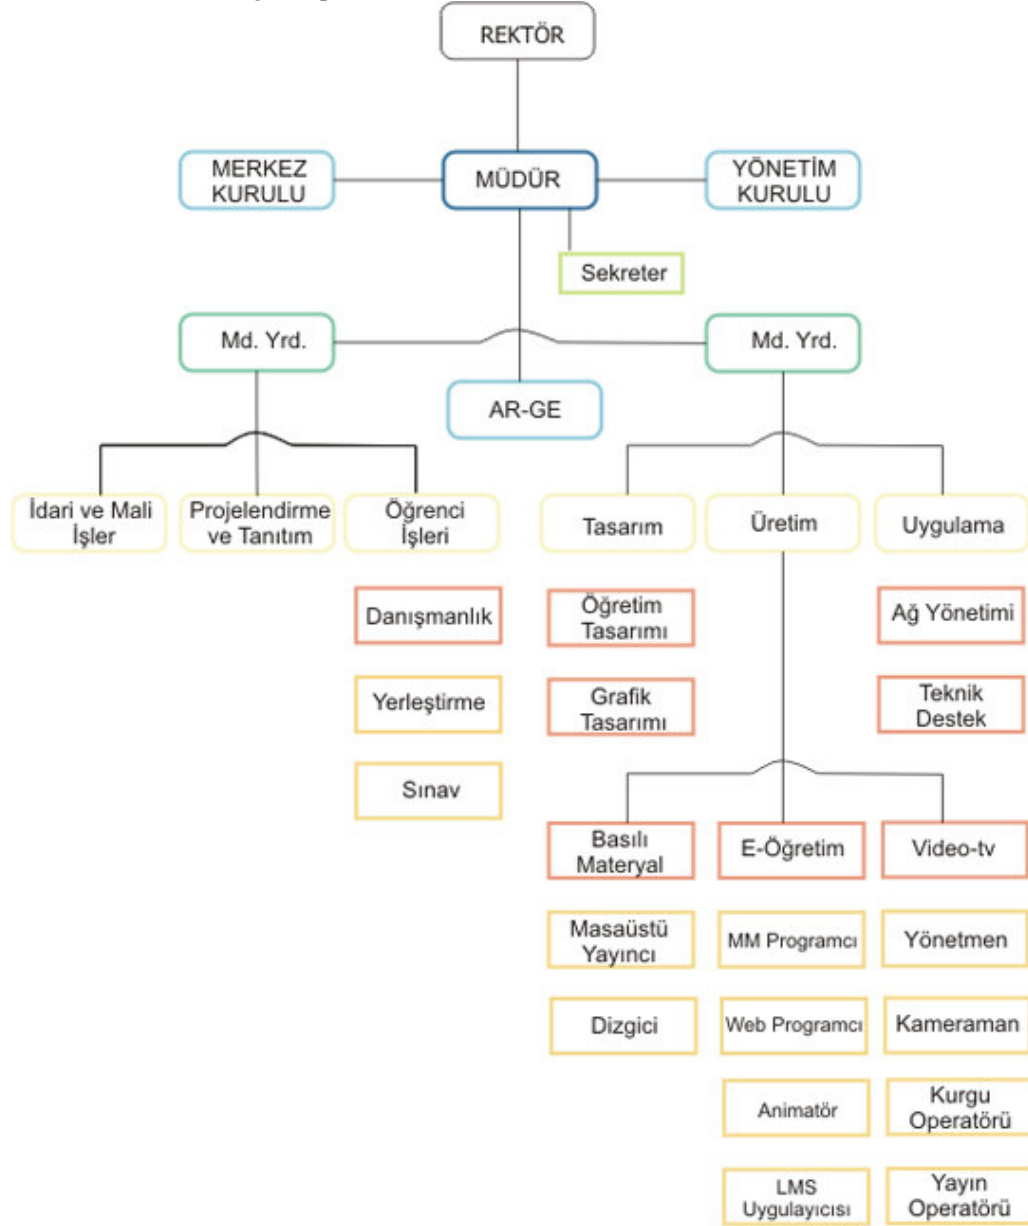 REKTÖR
MERKEZ
KURULU
MÜDÜR
YÖNETİM
KURULU
Sekreter
Md. Yrd.
Md. Yrd.
AR-GE
İdari ve Mali
İşler
Projelendirme
ve Tanıtım
Öğrenci
İşleri
Tasarım
Üretim
Uygulama
Danışmanlık
Öğretim
Tasarımı
Ağ Yönetimi
Yerleştirme
Grafik
Tasarımı
Teknik
Destek
Sınav
Basılı
Materyal
E-Öğretim
Video-tv
Masaüstü
Yayıncı
MM Programcı
Yönetmen
Dizgici
Web Programcı
Kameraman
Animatör
Kurgu
Operatörü
LMS
Uygulayıcısı
Yayın
Operatörü